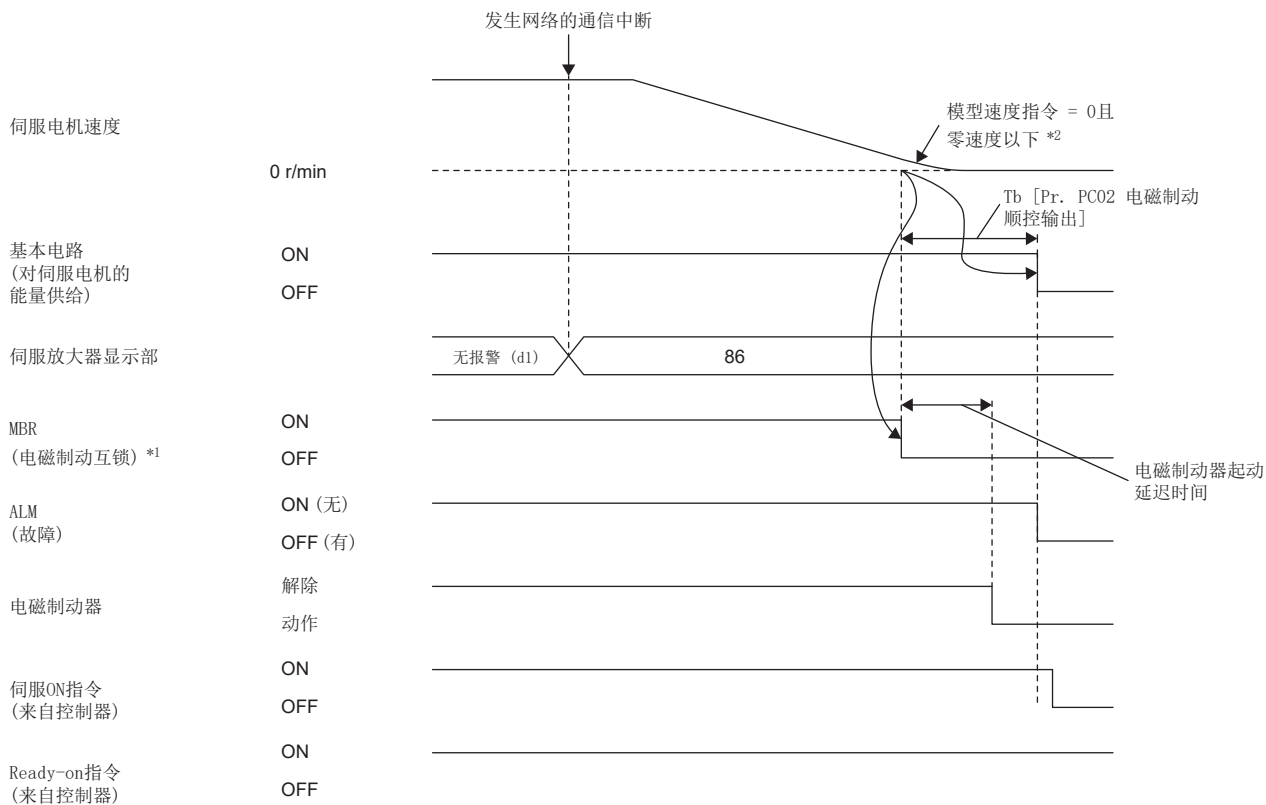 发生网络的通信中断
伺服电机速度
0 r/min
模型速度指令 = 0且
零速度以下 *2
Tb [Pr. PC02 电磁制动
顺控输出]
基本电路
(对伺服电机的
能量供给)
ON
OFF
伺服放大器显示部
无报警 (d1)
86
MBR
(电磁制动互锁) *1
ON
OFF
电磁制动器起动
延迟时间
ALM
(故障)
ON (无)
OFF (有)
电磁制动器
解除
动作
伺服ON指令
(来自控制器)
ON
OFF
Ready-on指令
(来自控制器)
ON
OFF